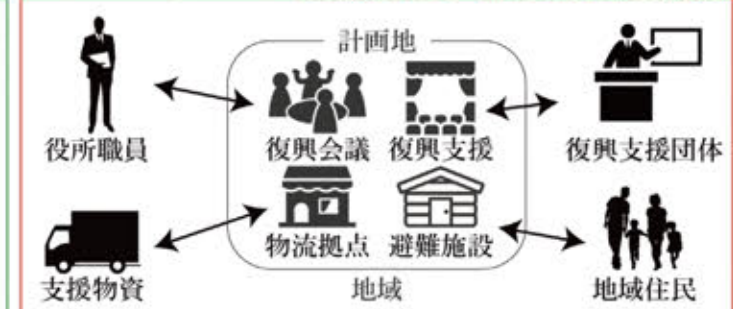 計画地
役所職員
復興会議
復興支援
復興支援団体
支援物資
物流拠点
避難施設
地域住民
地域